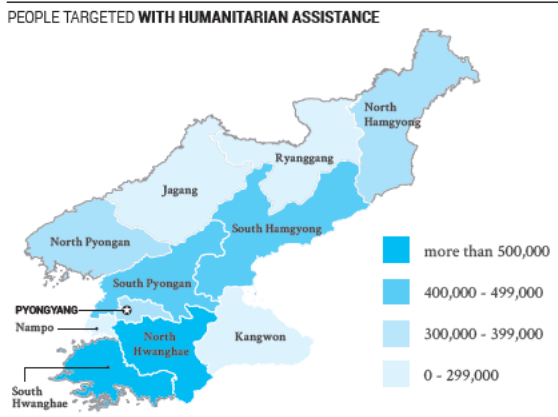 PEOPLE TARGETED WITH HUMANITARIAN ASSISTANCE
North
Hamgyong
Ryanggang
Jagang
South Hamgyong
North Pyongan
South Pyongan
PYONGYANG
Nampo
North
Hwanghae
Kangwon
South
Hwanghae
more than 500,000
400,000 - 499,000
300,000 - 399,000
0 - 299,000